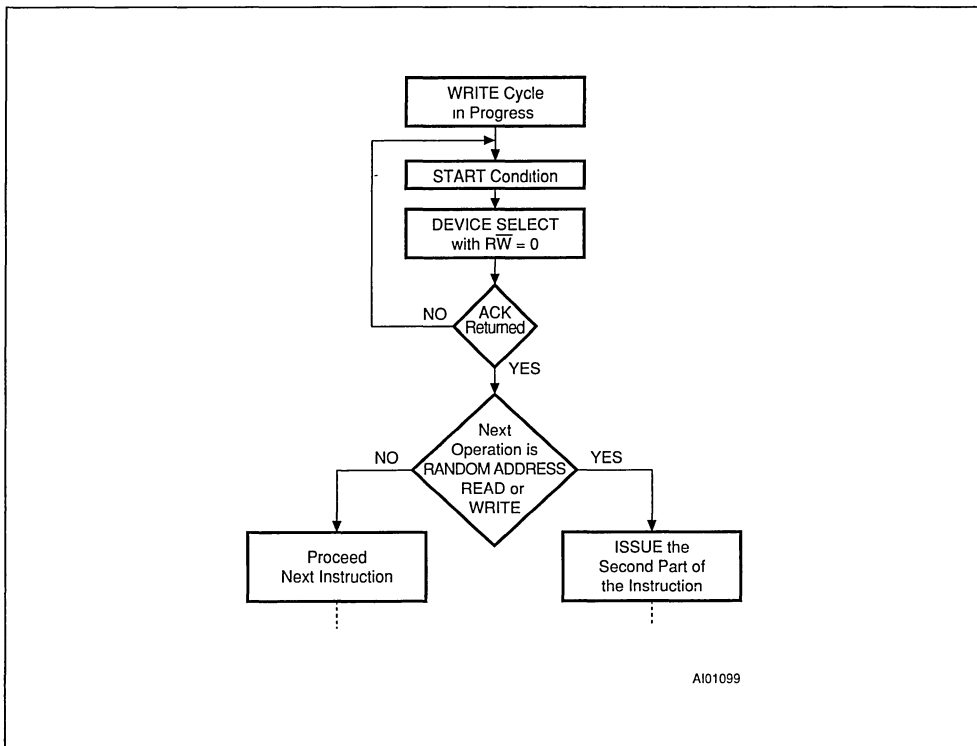 WRITE Cycle
in Progress
START Condition
DEVICE SELECT
with RW̅ = 0
ACK
Returned
NO
YES
Next
Operation is
RANDOM ADDRESS
READ or
WRITE
NO
YES
Proceed
Next Instruction
ISSUE the
Second Part of
the Instruction
AI01099